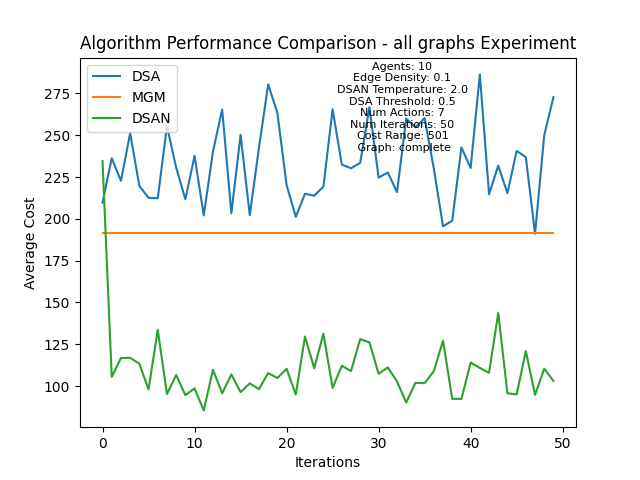 Algorithm Performance Comparison - all graphs Experiment
DSA
MGM
DSAN
Agents: 10
Edge Density: 0.1
DSAN Temperature: 2.0
DSA Threshold: 0.5
Num Actions: 7
Num Iterations: 50
Cost Range: 501
Graph: complete
Average Cost
275
250
225
200
175
150
125
100
0
10
20
30
40
50
Iterations